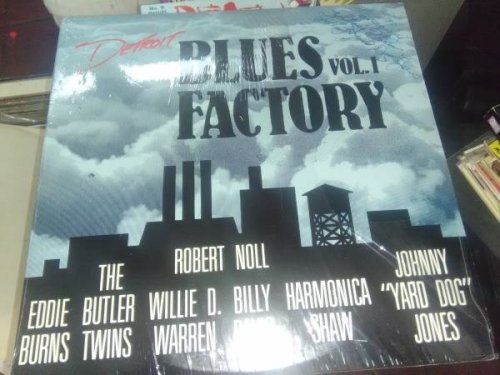 DETROIT
BLUES VOL. 1
FACTORY
EDDIE
BURNS
THE
BUTLER
TWINS
ROBERT NOLL
WILLIE D.
WARREN
BILLY
HARMONICA
SHAW
JOHNNY
"YARD DOG"
JONES